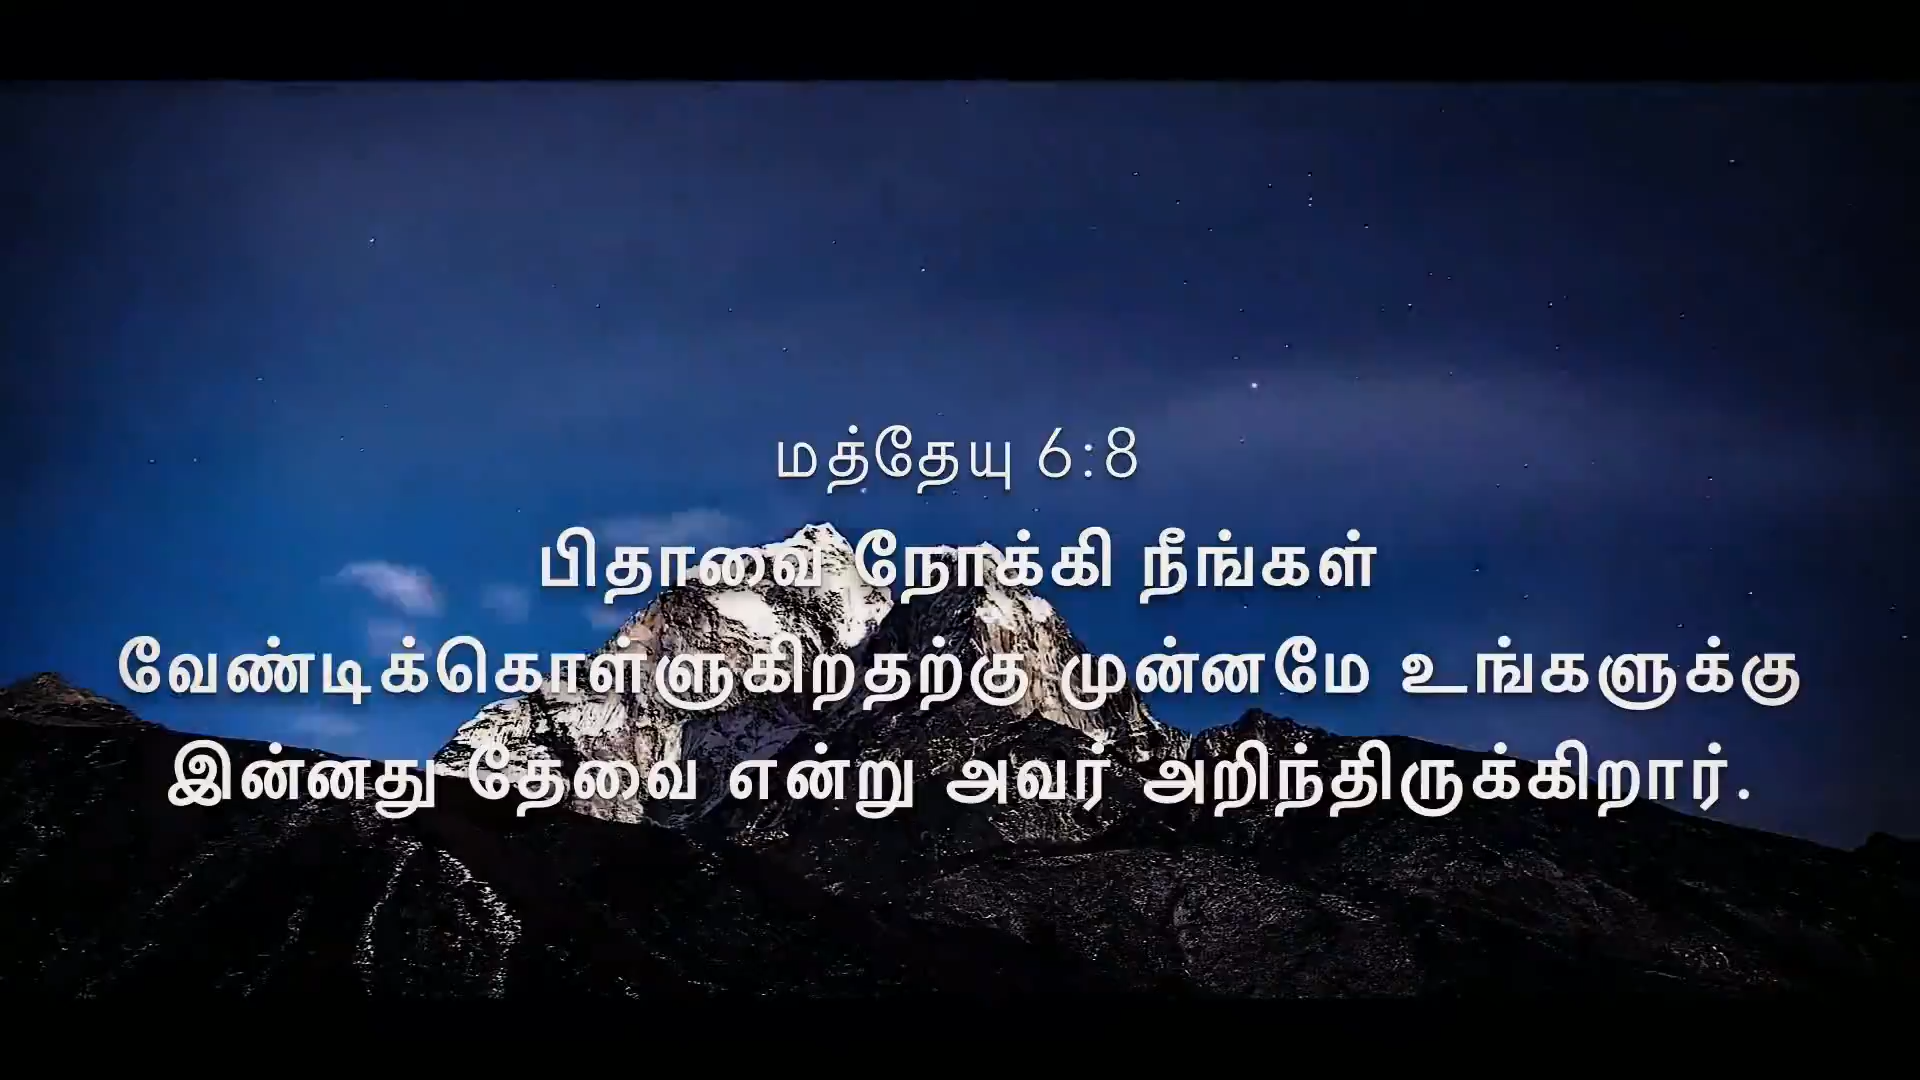 மத்தேயு 6:8
பிதாவை நோக்கி நீங்கள்
வேண்டிக்கொள்ளுகிறதற்கு முன்னமே உங்களுக்கு
இன்னது தேவை என்று அவர் அறிந்திருக்கிறார்.